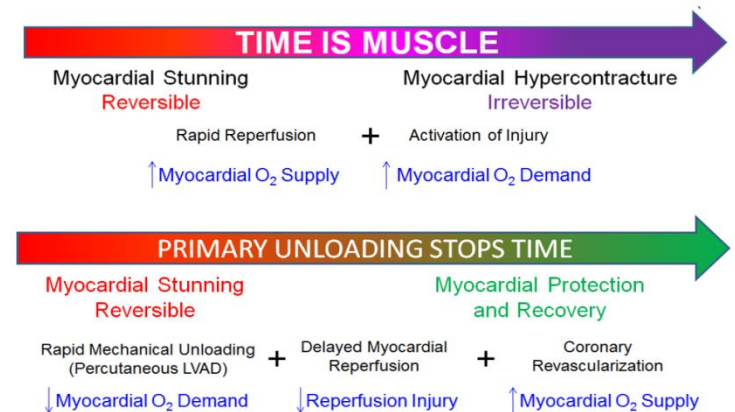 TIME IS MUSCLE
Myocardial Stunning Myocardial Hypercontracture
Reversible Irreversible
Rapid Reperfusion + Activation of Injury
↑Myocardial O₂ Supply ↑ Myocardial O₂ Demand
PRIMARY UNLOADING STOPS TIME
Myocardial Stunning Myocardial Protection
Reversible and Recovery
Rapid Mechanical Unloading + Delayed Myocardial + Coronary
(Percutaneous LVAD) Reperfusion Revascularization
↓Myocardial O₂ Demand ↓Reperfusion Injury ↑Myocardial O₂ Supply